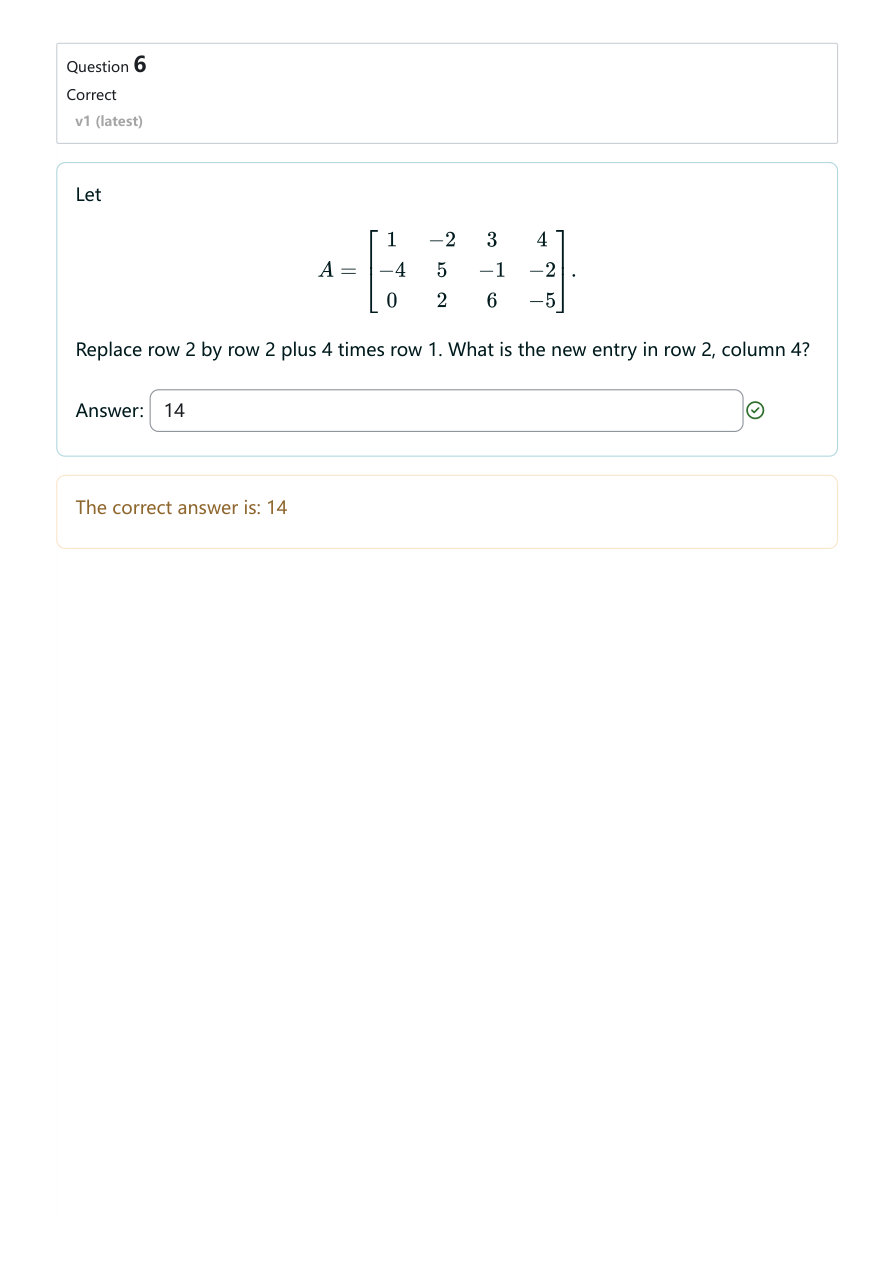 Question 6
Correct
v1 (latest)
Let
A = [ 1 −2 3 4
−4 5 −1 −2
0 2 6 −5 ].
Replace row 2 by row 2 plus 4 times row 1. What is the new entry in row 2, column 4?
Answer: 14
The correct answer is: 14